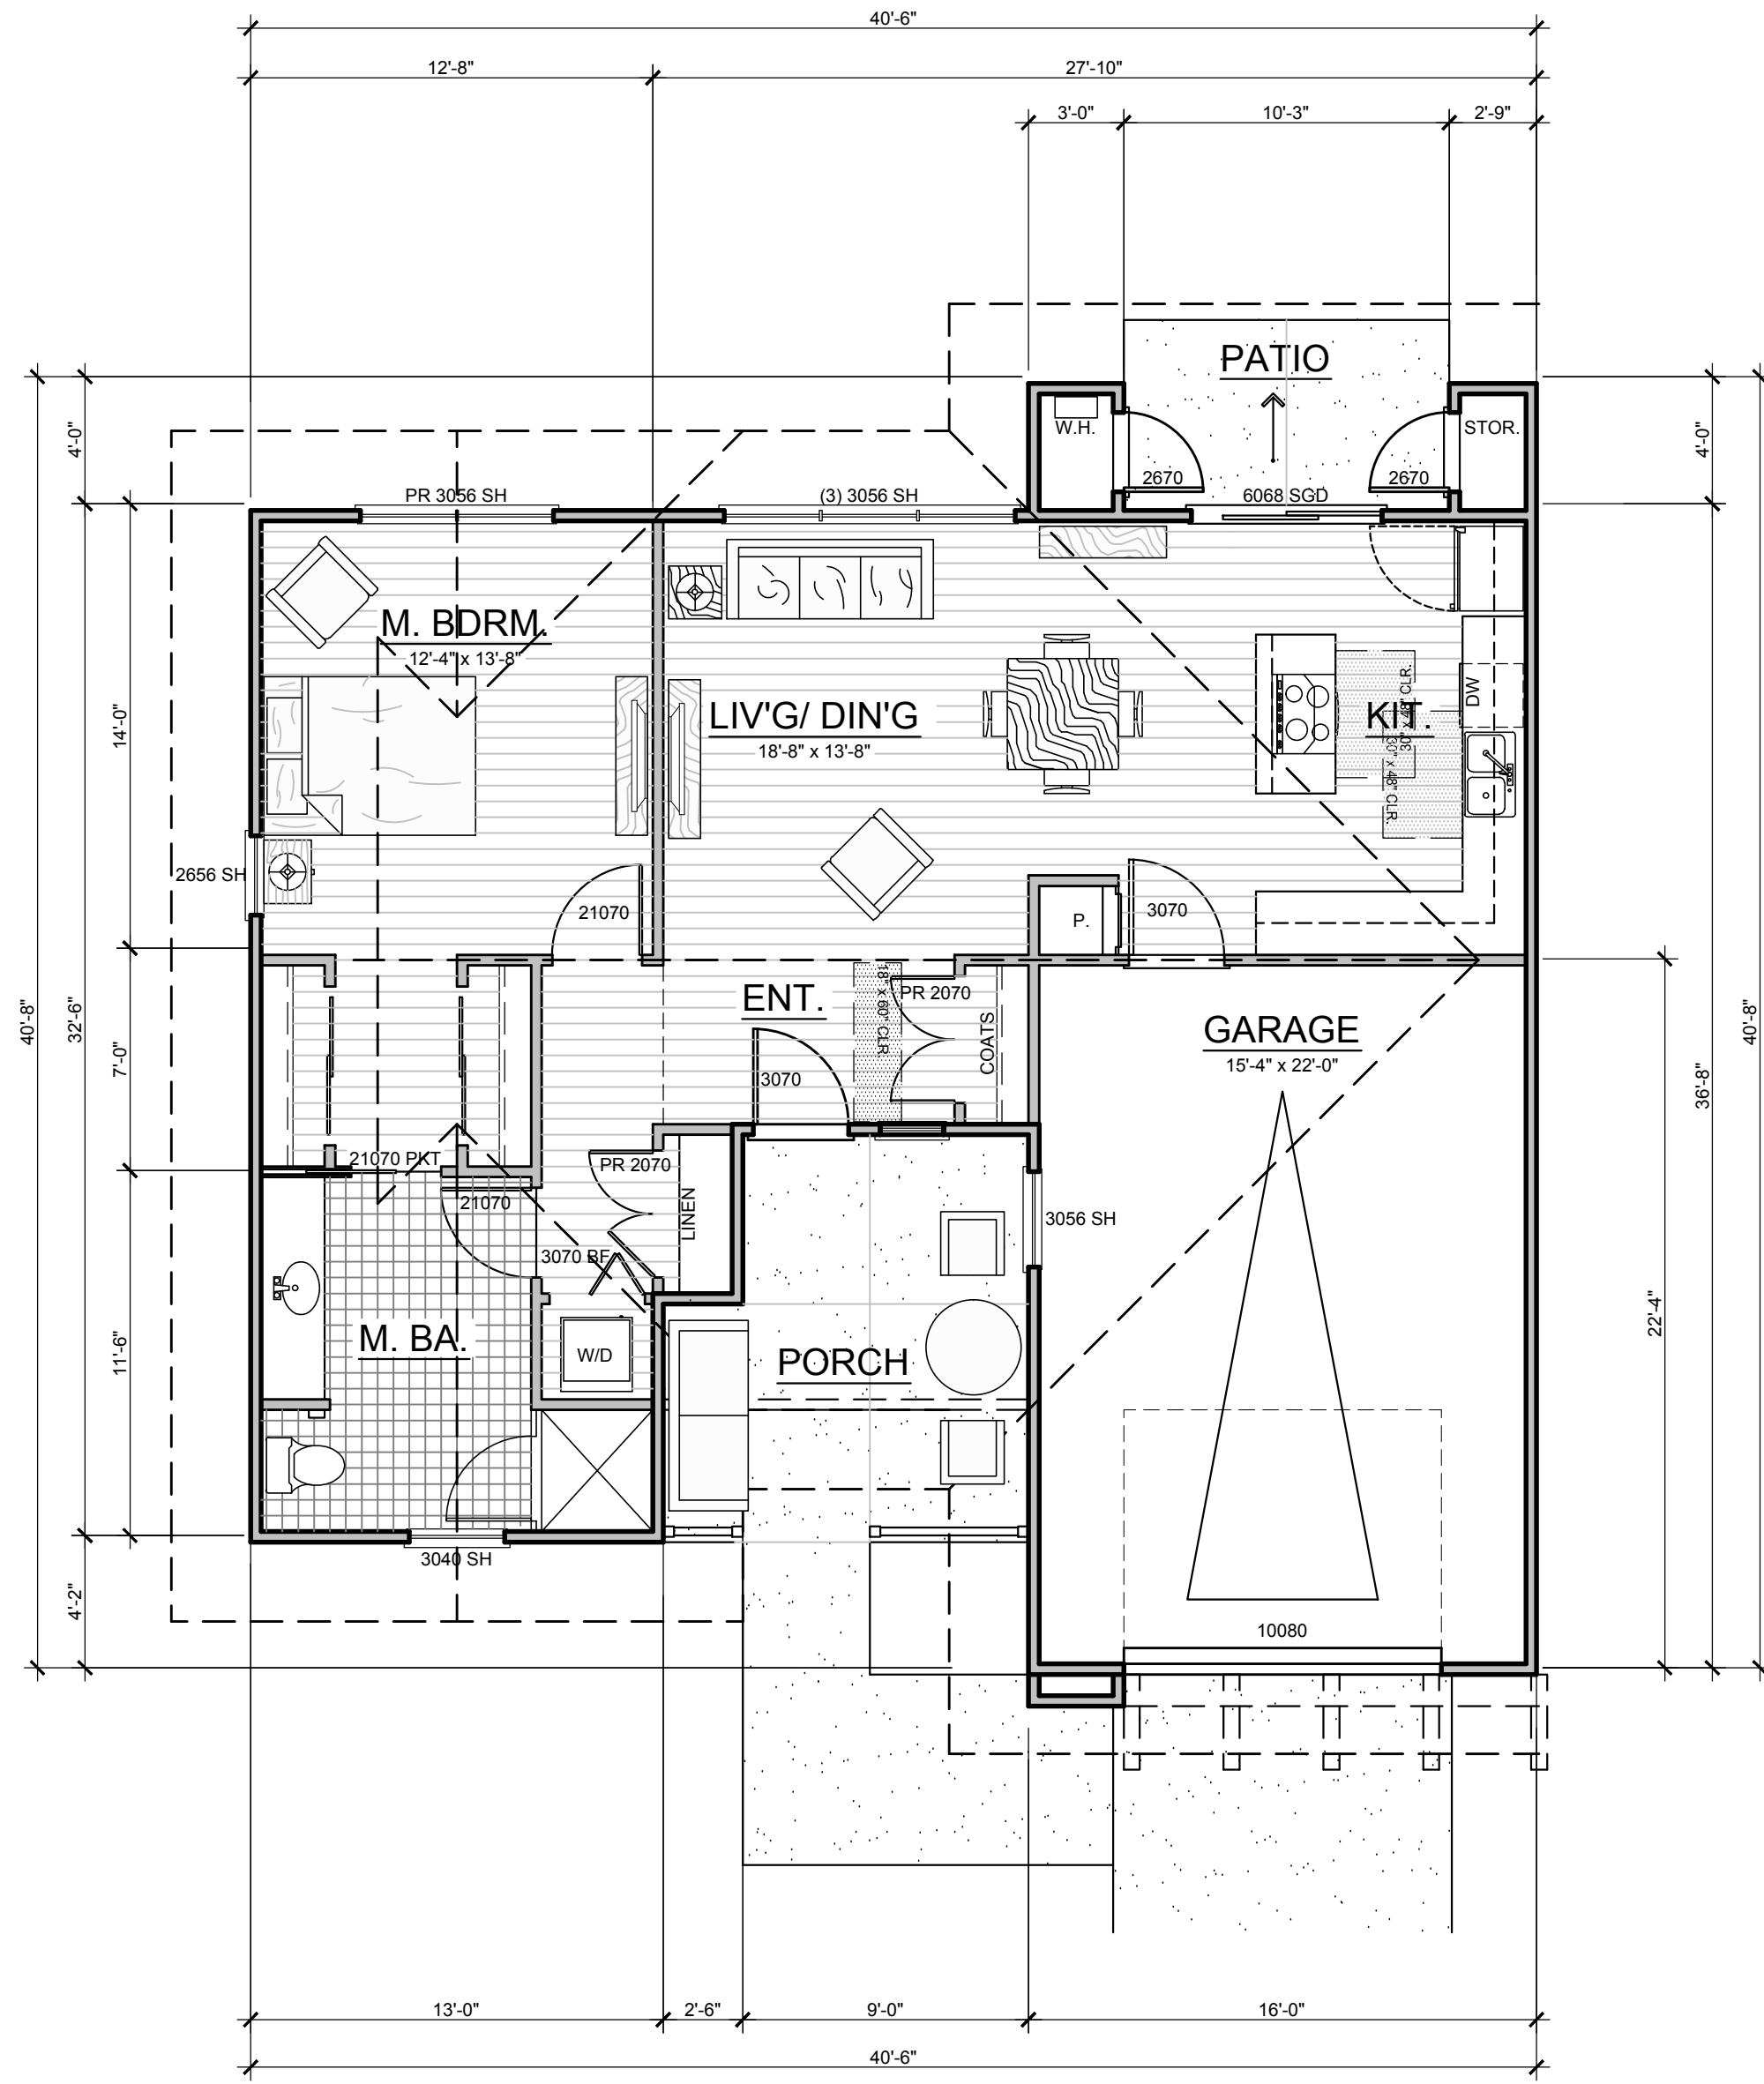 40'-6"
12'-8"
27'-10"
3'-0"
10'-3"
2'-9"
PATIO
W.H.
STOR.
4'-0"
4'-0"
2670
2670
PR 3056 SH
(3) 3056 SH
6068 SGD
M. BDRM.
12'-4" x 13'-8"
LIV'G/ DIN'G
18'-8" x 13'-8"
KIT.
30" x 48" CLR.
30" x 48" CLR.
DW
14'-0"
2656 SH
21070
P.
3070
40'-8"
32'-6"
7'-0"
ENT.
18" x 60" CLR.
PR 2070
COATS
GARAGE
15'-4" x 22'-0"
36'-8"
40'-8"
3070
21070 PKT
PR 2070
21070
LINEN
3056 SH
3070 BF
22'-4"
11'-6"
M. BA.
W/D
PORCH
3040 SH
4'-2"
10080
13'-0"
2'-6"
9'-0"
16'-0"
40'-6"